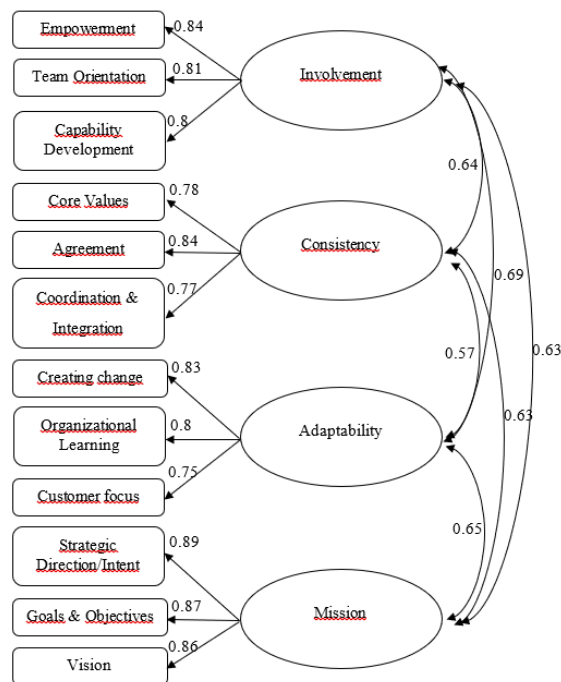 Empowerment
0.84
Team Orientation
0.81
Involvement
Capability
Development
0.8
0.64
Core Values
0.78
Agreement
0.84
Consistency
Coordination &
Integration
0.77
0.69
0.57
0.63
Creating change
0.83
Organizational
Learning
0.8
Adaptability
0.63
Customer focus
0.75
Strategic
Direction/Intent
0.89
0.65
Goals & Objectives
0.87
Mission
Vision
0.86